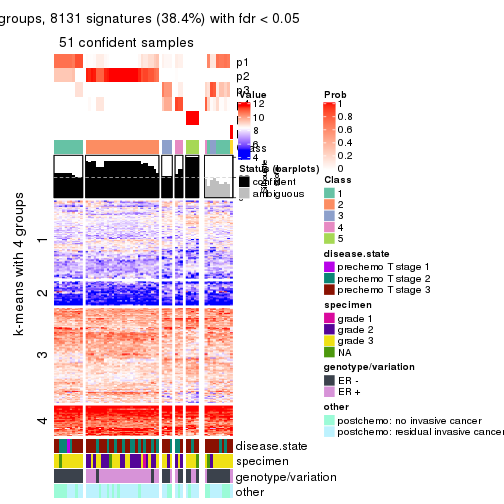 groups, 8131 signatures (38.4%) with fdr < 0.05
51 confident samples
p1
p2
p3
Value
12
10
8
6
4
Prob
1
0.8
0.6
0.4
0.2
0
Status (barplots)
confident
ambiguous
Class
1
2
3
4
5
k-means with 4 groups
1
2
3
4
disease.state
prechemo T stage 1
prechemo T stage 2
prechemo T stage 3
specimen
grade 1
grade 2
grade 3
NA
genotype/variation
ER -
ER +
other
postchemo: no invasive cancer
postchemo: residual invasive cancer
disease.state
specimen
genotype/variation
other